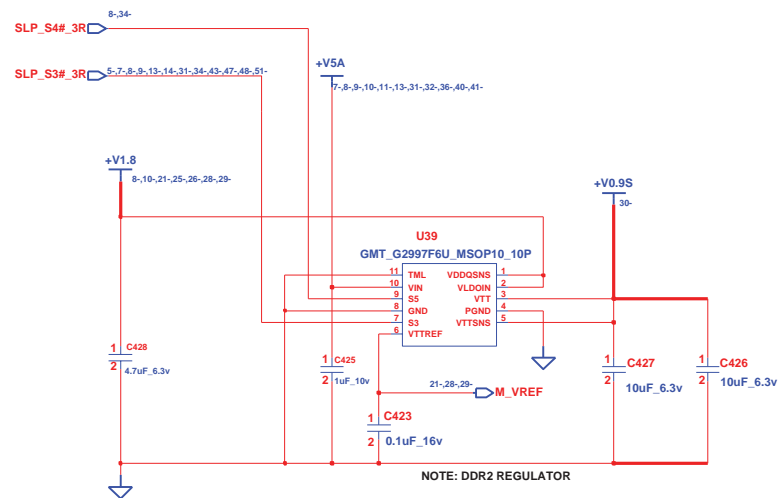 8-,34-
SLP_S4#_3R
+V5A
SLP_S3#_3R
5-,7-,8-,9-,13-,14-,31-,34-,43-,47-,48-,51-
7-,8-,9-,10-,11-,13-,31-,32-,36-,40-,41-
+V1.8
8-,10-,21-,25-,26-,28-,29-
+V0.9S
30-
U39
GMT_G2997F6U_MSOP10_10P
11 TML VDDQSNS 1
10 VIN VLDOIN 2
9 S5 VTT 3
8 GND PGND 4
7 S3 VTTSNS 5
6 VTTREF
1 C428
2 4.7uF_6.3v
1 C425
2 1uF_10v
1 C427
2 10uF_6.3v
1 C426
2 10uF_6.3v
21-,28-,29-
M_VREF
1 C423
2 0.1uF_16v
NOTE: DDR2 REGULATOR